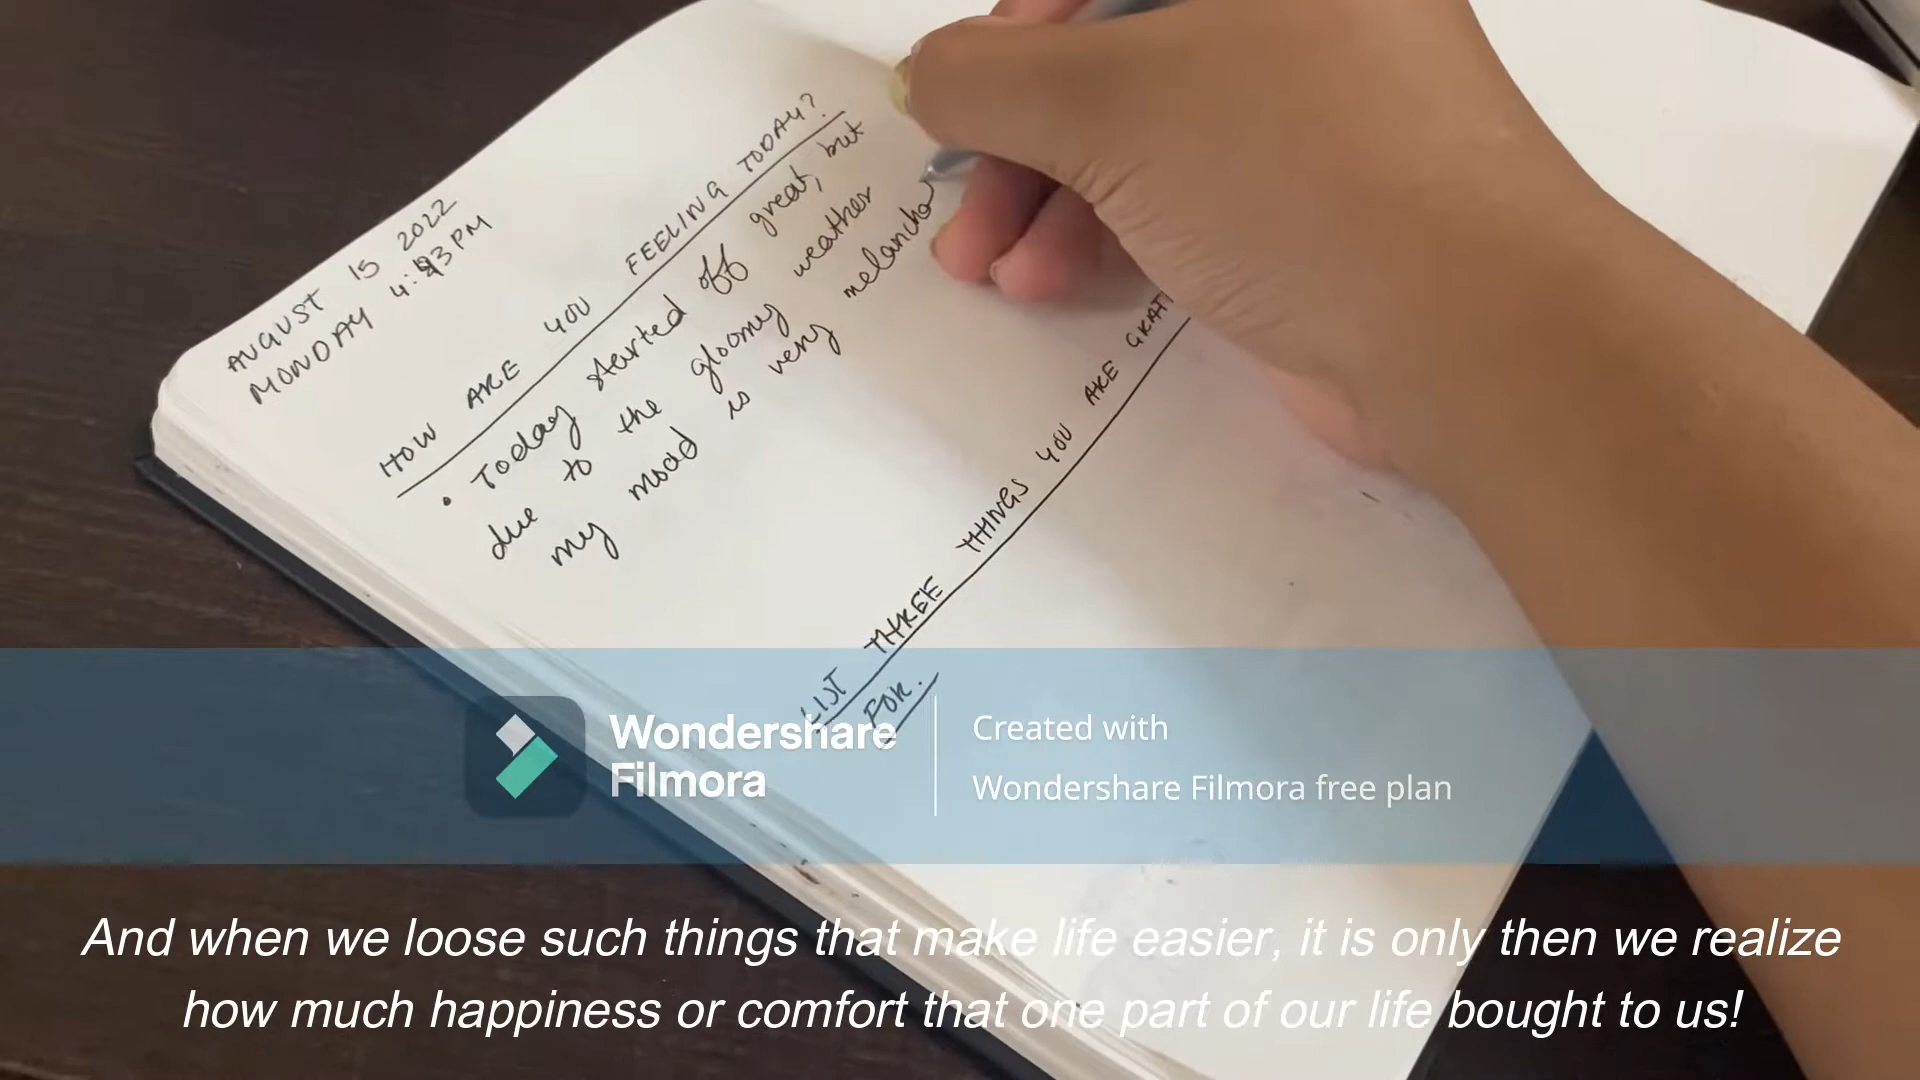 AUGUST 15 2022
MONDAY 4:43PM
HOW ARE YOU FEELING TODAY?
• Today started off great, but
due to the gloomy weather
my mood is very melancho
LIST THREE THINGS YOU ARE GRAT
FOR.
Wondershare
Filmora
Created with
Wondershare Filmora free plan
And when we loose such things that make life easier, it is only then we realize
how much happiness or comfort that one part of our life bought to us!